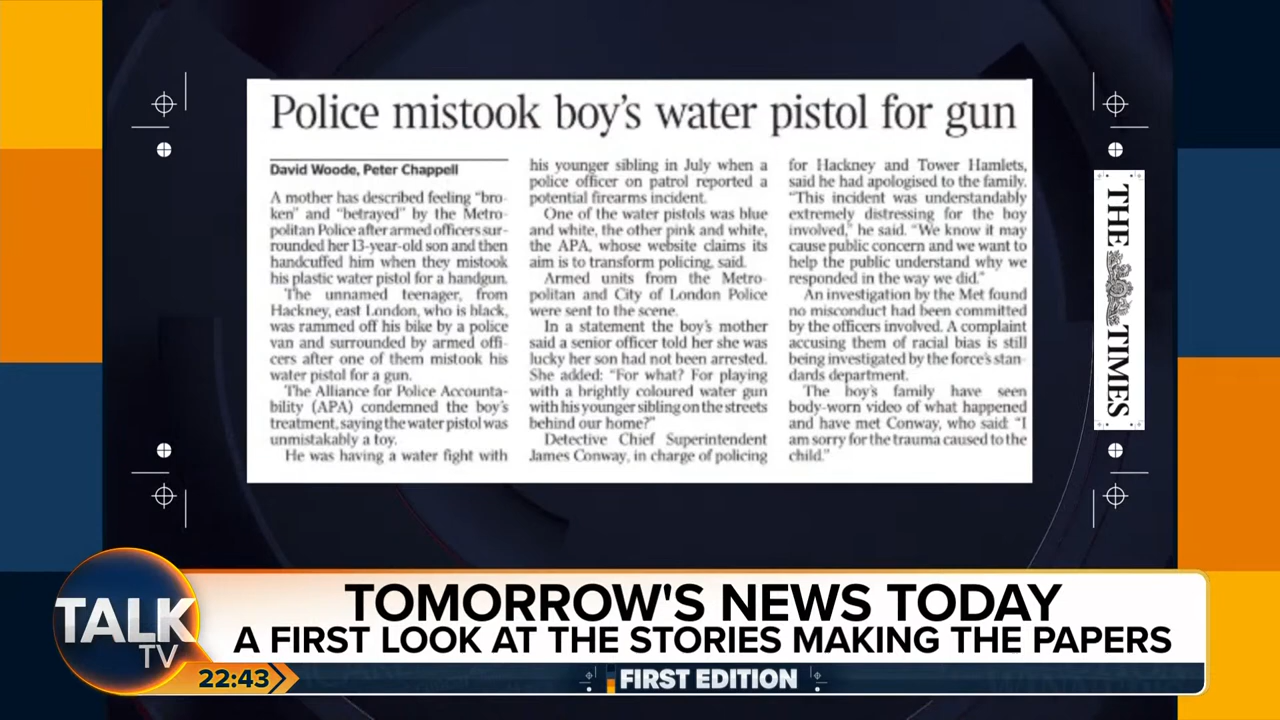 Police mistook boy's water pistol for gun
David Woode, Peter Chappell
A mother has described feeling "bro-
ken" and "betrayed" by the Metro-
politan Police after armed officers sur-
rounded her 13-year-old son and then
handcuffed him when they mistook
his plastic water pistol for a handgun.
The unnamed teenager, from
Hackney, east London, who is black,
was rammed off his bike by a police
van and surrounded by armed offi-
cers after one of them mistook his
water pistol for a gun.
The Alliance for Police Accounta-
bility (APA) condemned the boy's
treatment, saying the water pistol was
unmistakably a toy.
He was having a water fight with
his younger sibling in July when a
police officer on patrol reported a
potential firearms incident.
One of the water pistols was blue
and white, the other pink and white,
the APA, whose website claims its
aim is to transform policing, said.
Armed units from the Metro-
politan and City of London Police
were sent to the scene.
In a statement the boy's mother
said a senior officer told her she was
lucky her son had not been arrested.
She added: "For what? For playing
with a brightly coloured water gun
with his younger sibling on the streets
behind our home?"
Detective Chief Superintendent
James Conway, in charge of policing
for Hackney and Tower Hamlets,
said he had apologised to the family.
"This incident was understandably
extremely distressing for the boy
involved," he said. "We know it may
cause public concern and we want to
help the public understand why we
responded in the way we did."
An investigation by the Met found
no misconduct had been committed
by the officers involved. A complaint
accusing them of racial bias is still
being investigated by the force's stan-
dards department.
The boy's family have seen
body-worn video of what happened
and have met Conway, who said: "I
am sorry for the trauma caused to the
child."
THE TIMES
TALK
TV
22:43
TOMORROW'S NEWS TODAY
A FIRST LOOK AT THE STORIES MAKING THE PAPERS
FIRST EDITION